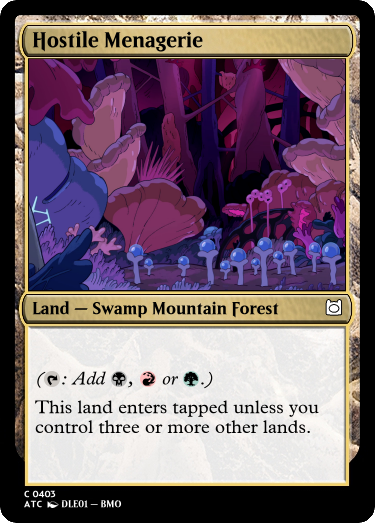 Hostile Menagerie
Land — Swamp Mountain Forest
(: Add , or .)
This land enters tapped unless you
control three or more other lands.
C 0403
ATC DLE01 — BMO